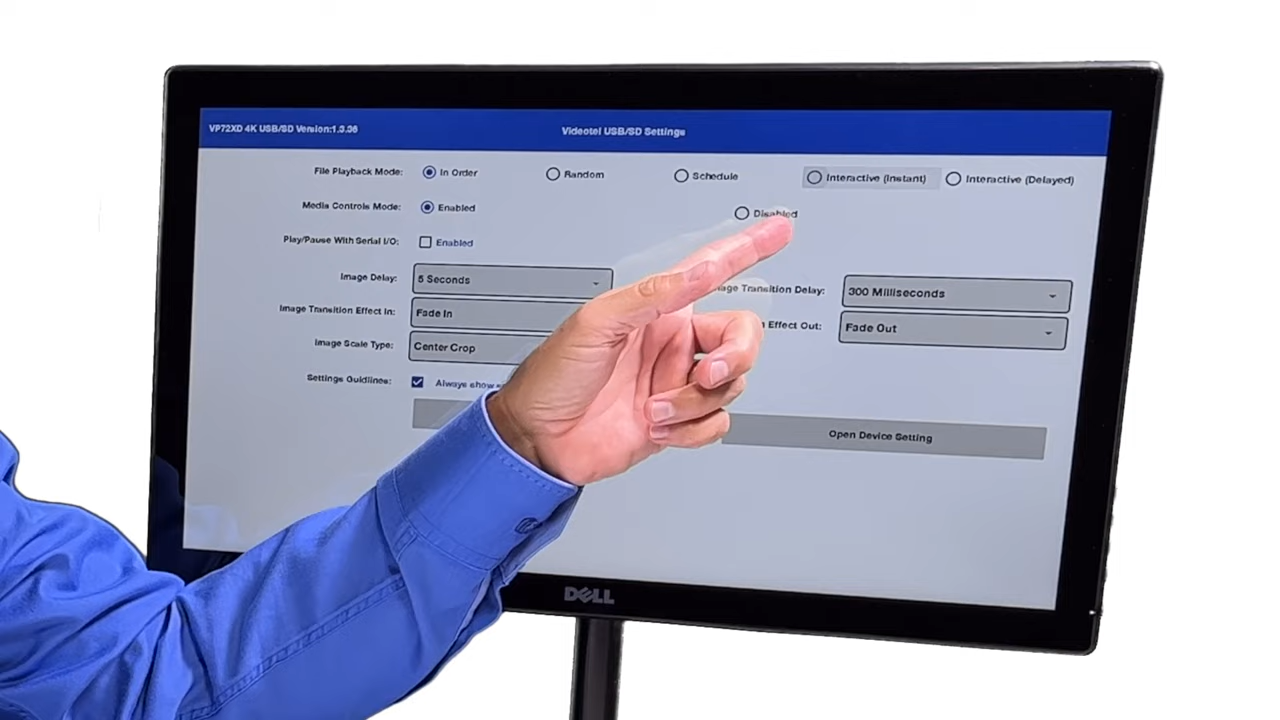 VP72XD 4K USB/SD Version:1.3.36 Videotel USB/SD Settings
File Playback Mode: In Order Random Schedule Interactive (Instant) Interactive (Delayed)
Media Controls Mode: Enabled Disabled
Play/Pause With Serial I/O: Enabled
Image Delay: 5 Seconds Transition Delay: 300 Milliseconds
Image Transition Effect In: Fade In Effect Out: Fade Out
Image Scale Type: Center Crop
Settings Guidlines: Always show
Open Device Setting
DELL